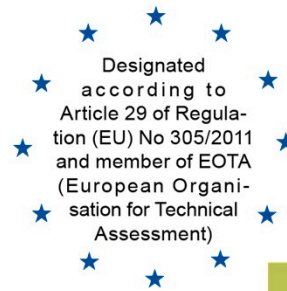 Designated
according to
Article 29 of Regula-
tion (EU) No 305/2011
and member of EOTA
(European Organi-
sation for Technical
Assessment)